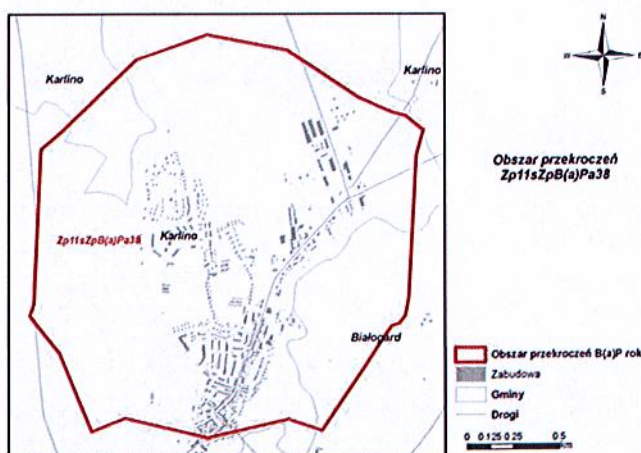 Karlino
Karlino
N
W
E
S
Obszar przekroczeń
Zp11sZpB(a)Pa38
Zp11sZpB(a)Pa38
Karlino
Białogard
Obszar przekroczeń B(a)P rok
Zabudowa
Gminy
Drogi
0 0.125 0.25 0.5
km